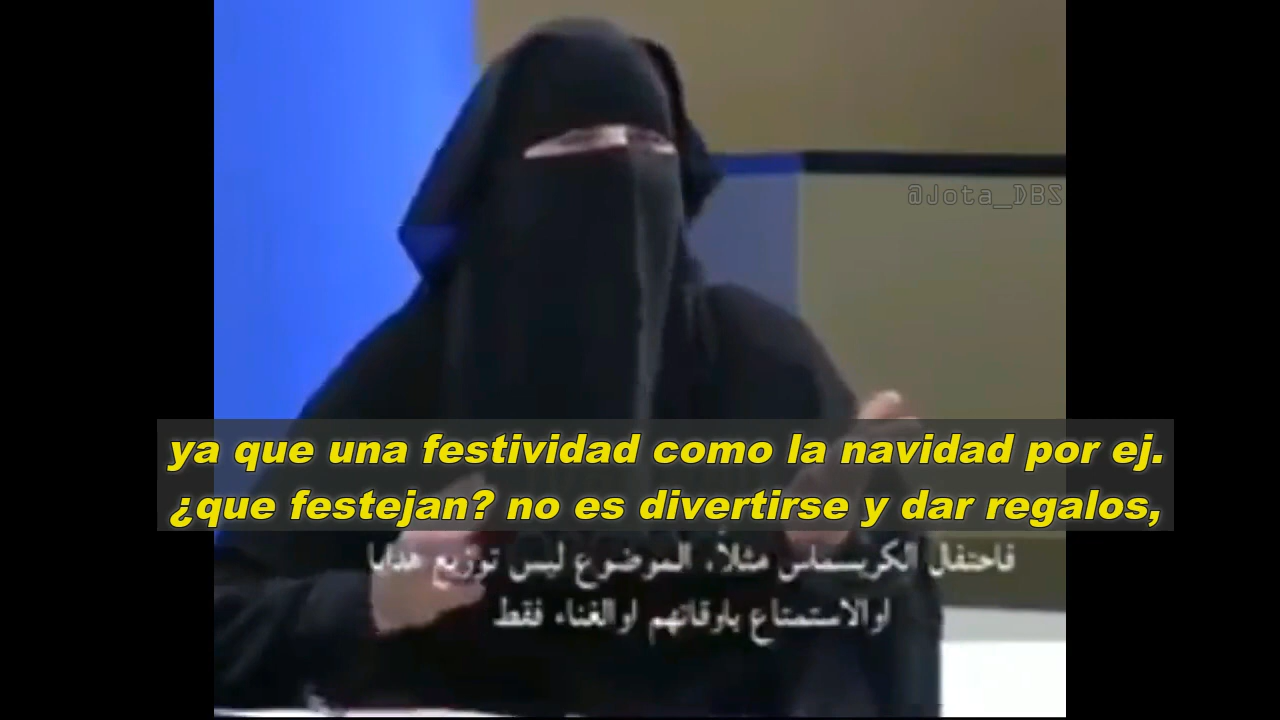 @Jota_DBS
ya que una festividad como la navidad por ej.
¿que festejan? no es divertirse y dar regalos,
فاحتفال الكريسماس مثلاً، الموضوع ليس توزيع هدايا
اوالاستمتاع باوقاتهم اوالغناء فقط